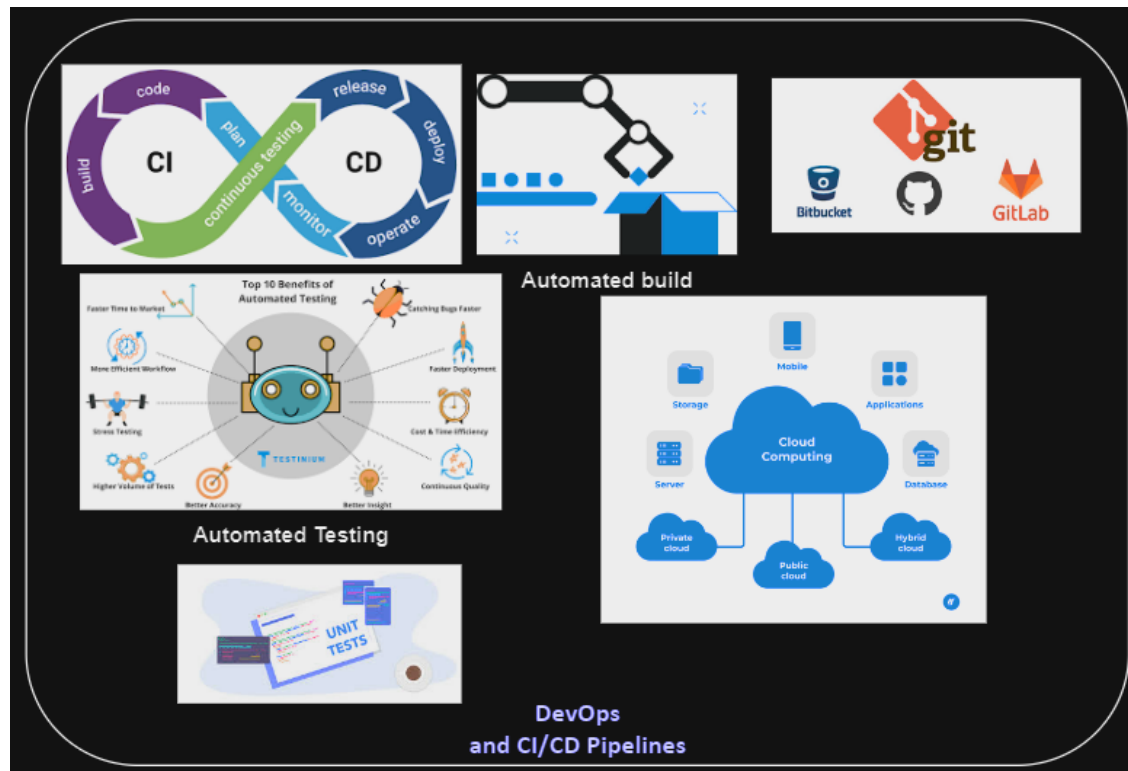 code
release
build
CI
plan
continuous testing
CD
deploy
monitor
operate
git
Bitbucket
GitLab
Automated build
Top 10 Benefits of
Automated Testing
Faster Time to Market
Catching Bugs Faster
More Efficient Workflow
Faster Deployment
Stress Testing
Cost & Time Efficiency
TESTINIUM
Higher Volume of Tests
Continuous Quality
Better Accuracy
Better Insight
Automated Testing
Mobile
Storage
Applications
Cloud
Computing
Server
Database
Private
cloud
Public
cloud
Hybrid
cloud
UNIT
TESTS
DevOps
and CI/CD Pipelines